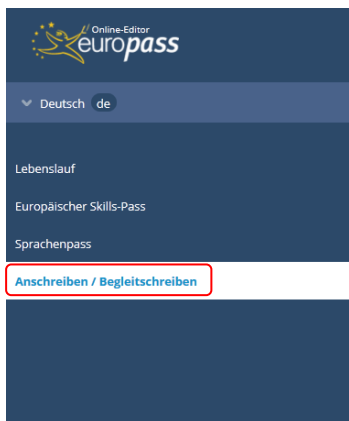 Online-Editor
europass
Deutsch de
Lebenslauf
Europäischer Skills-Pass
Sprachenpass
Anschreiben / Begleitschreiben